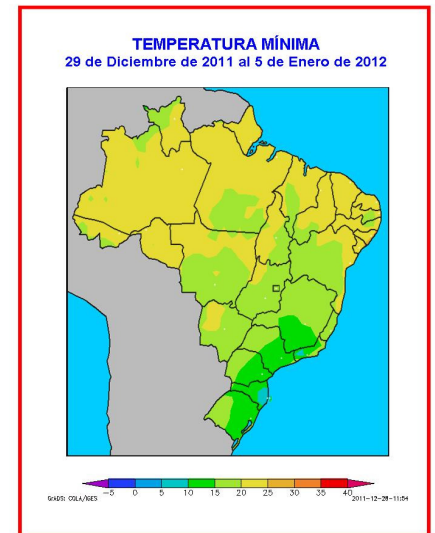 TEMPERATURA MÍNIMA
29 de Diciembre de 2011 al 5 de Enero de 2012
-5 0 5 10 15 20 25 30 35 40
GrADS: COLA/IGES
2011-12-28-11:54